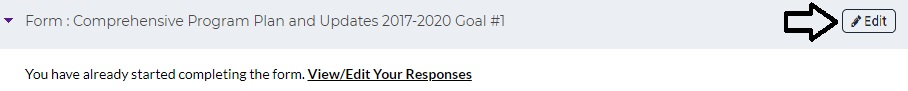 Form : Comprehensive Program Plan and Updates 2017-2020 Goal #1 Edit
You have already started completing the form. View/Edit Your Responses